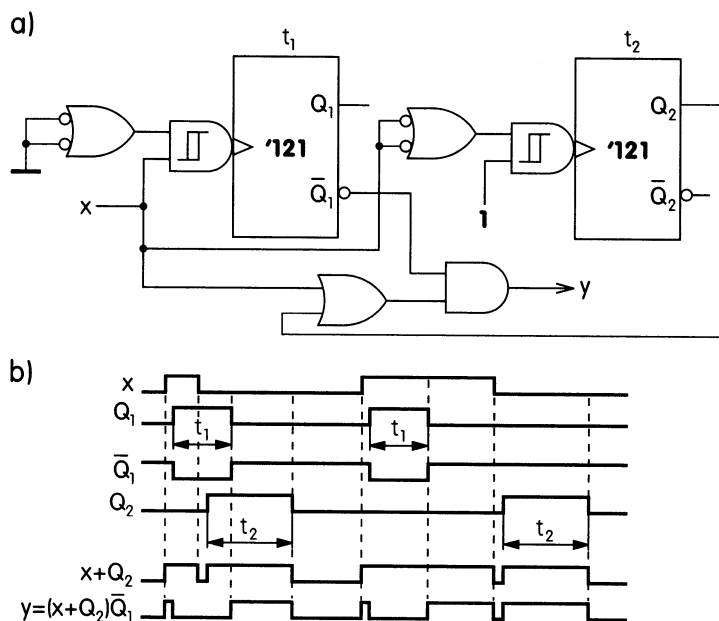 a)
t₁ t₂
Q₁ Q₂
'121 '121
Q̅₁ Q̅₂
x
1
y
b)
x
Q₁
t₁ t₁
Q̅₁
Q₂
t₂ t₂
x+Q₂
y=(x+Q₂)Q̅₁